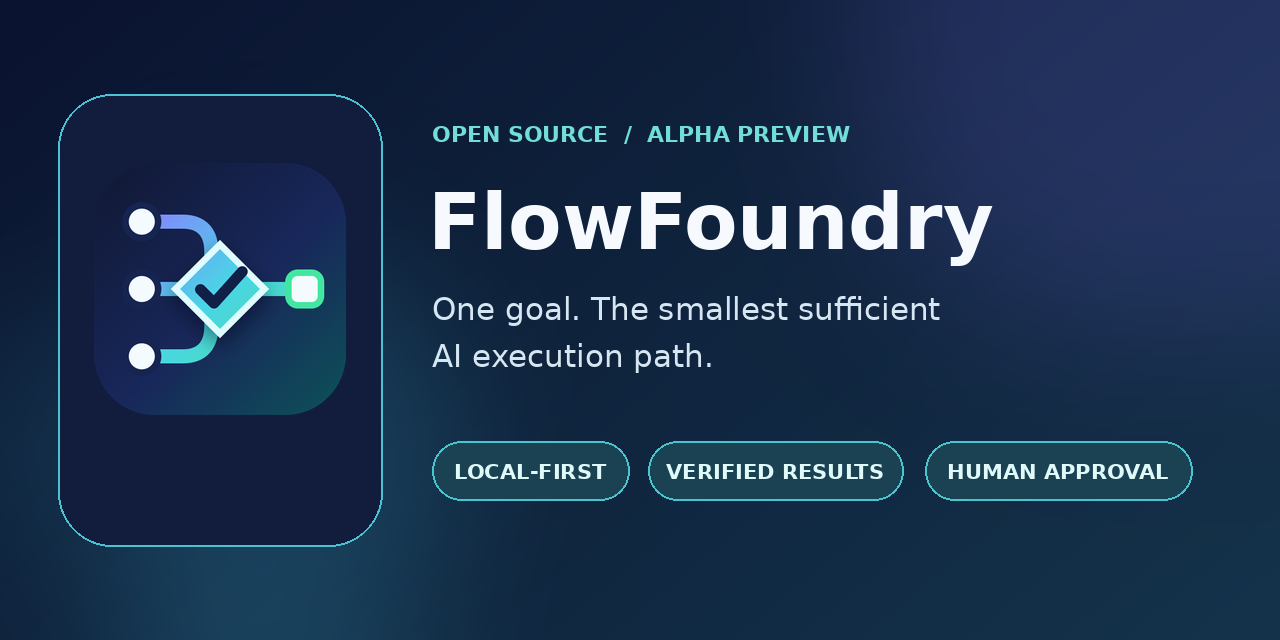 OPEN SOURCE / ALPHA PREVIEW
FlowFoundry
One goal. The smallest sufficient
AI execution path.
LOCAL-FIRST
VERIFIED RESULTS
HUMAN APPROVAL